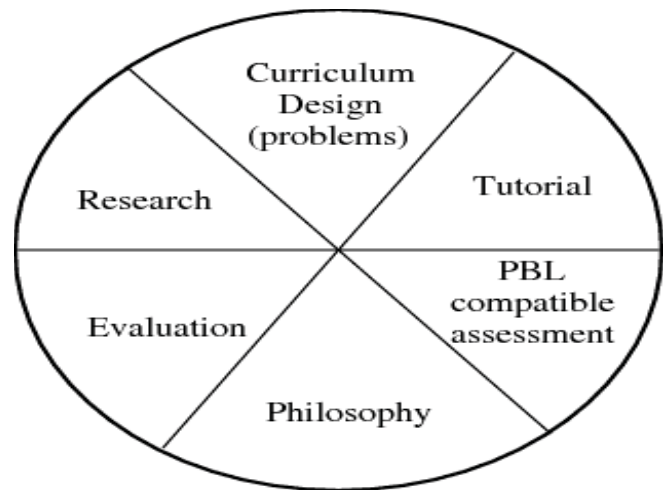 Curriculum
Design
(problems)
Tutorial
Research
PBL
compatible
assessment
Evaluation
Philosophy